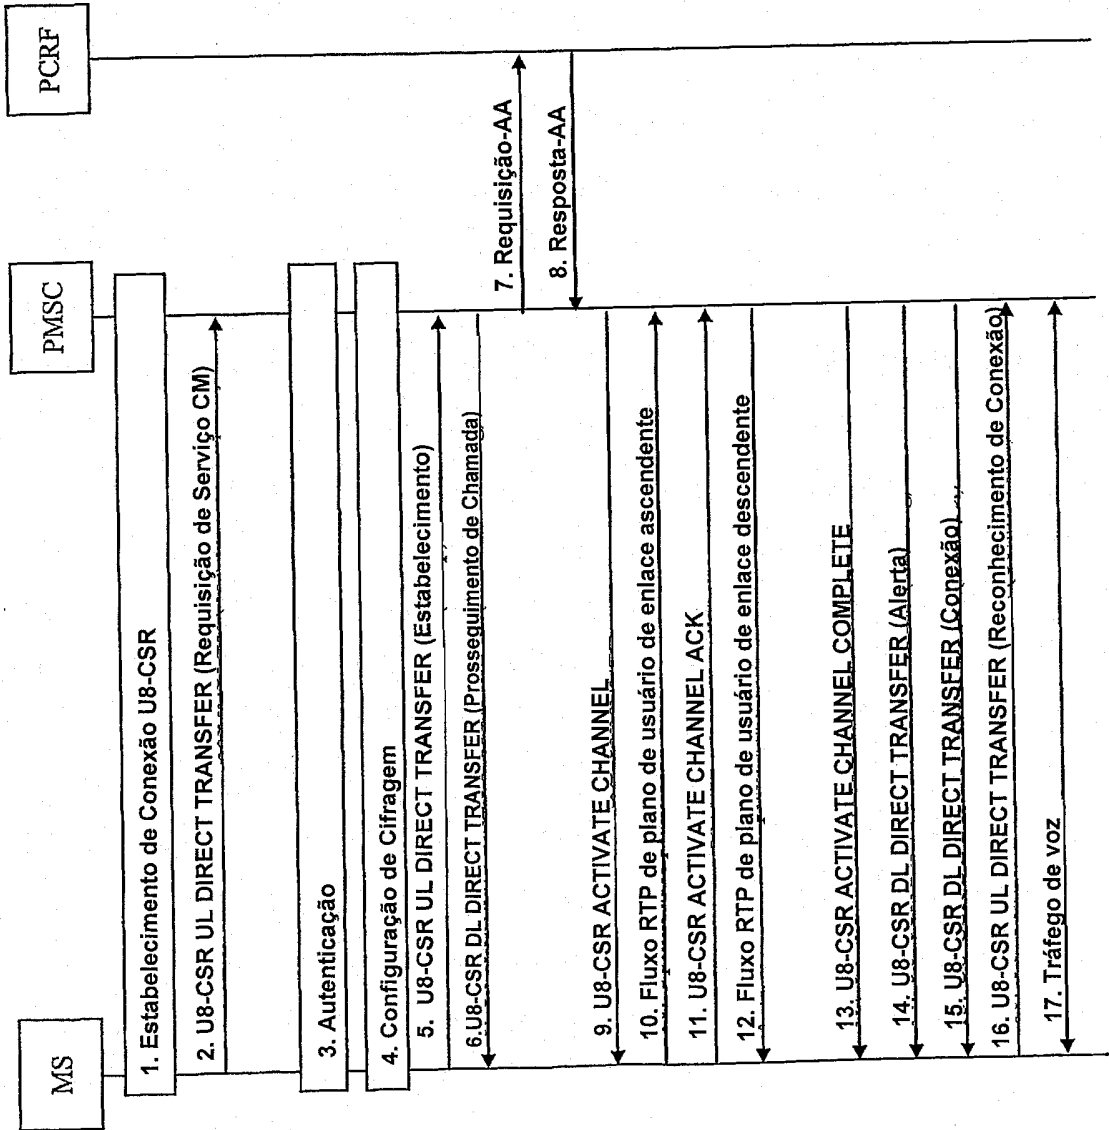 MS
PMSC
PCRF
1. Estabelecimento de Conexão U8-CSR
2. U8-CSR UL DIRECT TRANSFER (Requisição de Serviço CM)
3. Autenticação
4. Configuração de Cifragem
5. U8-CSR UL DIRECT TRANSFER (Estabelecimento)
6.U8-CSR DL DIRECT TRANSFER (Prosseguimento de Chamada)
7. Requisição-AA
8. Resposta-AA
9. U8-CSR ACTIVATE CHANNEL
10. Fluxo RTP de plano de usuário de enlace ascendente
11. U8-CSR ACTIVATE CHANNEL ACK
12. Fluxo RTP de plano de usuário de enlace descendente
13. U8-CSR ACTIVATE CHANNEL COMPLETE
14. U8-CSR DL DIRECT TRANSFER (Alerta)
15. U8-CSR DL DIRECT TRANSFER (Conexão)
16. U8-CSR UL DIRECT TRANSFER (Reconhecimento de Conexão)
17. Tráfego de voz